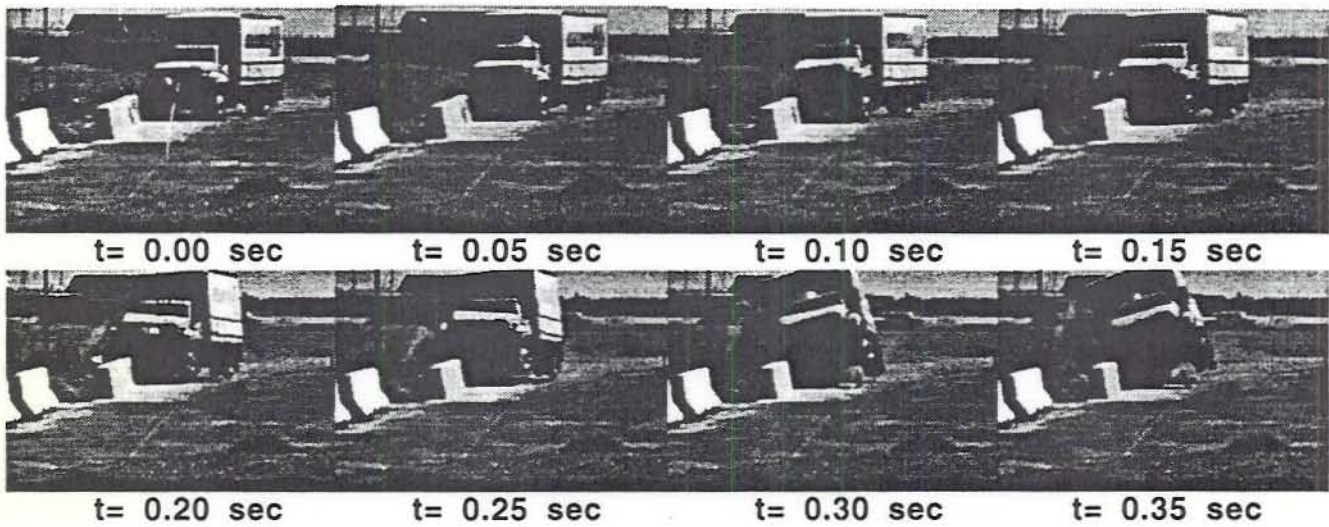 t= 0.00 sec t= 0.05 sec t= 0.10 sec t= 0.15 sec
t= 0.20 sec t= 0.25 sec t= 0.30 sec t= 0.35 sec